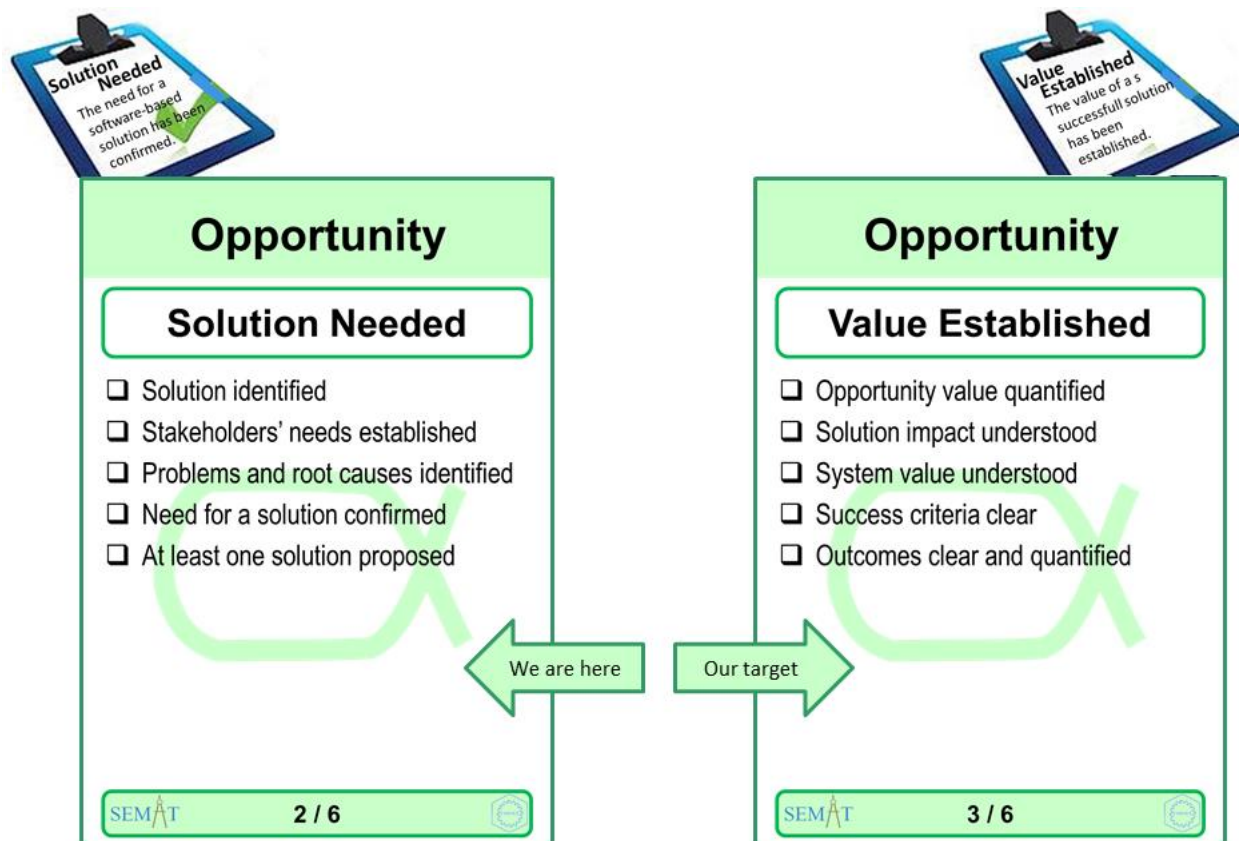 Solution
Needed
The need for a
software-based
solution has been
confirmed.
Value
Established
The value of a s
successfull solution
has been
established.
Opportunity
Solution Needed
❑ Solution identified
❑ Stakeholders’ needs established
❑ Problems and root causes identified
❑ Need for a solution confirmed
❑ At least one solution proposed
We are here
SEMAT
2 / 6
Opportunity
Value Established
❑ Opportunity value quantified
❑ Solution impact understood
❑ System value understood
❑ Success criteria clear
❑ Outcomes clear and quantified
Our target
SEMAT
3 / 6